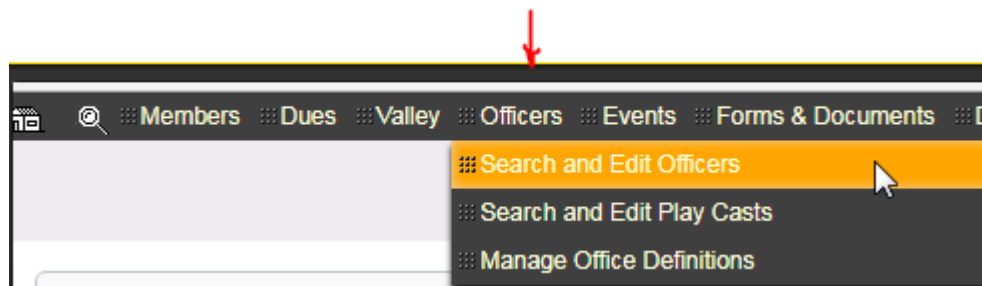 Members Dues Valley Officers Events Forms & Documents
Search and Edit Officers
Search and Edit Play Casts
Manage Office Definitions